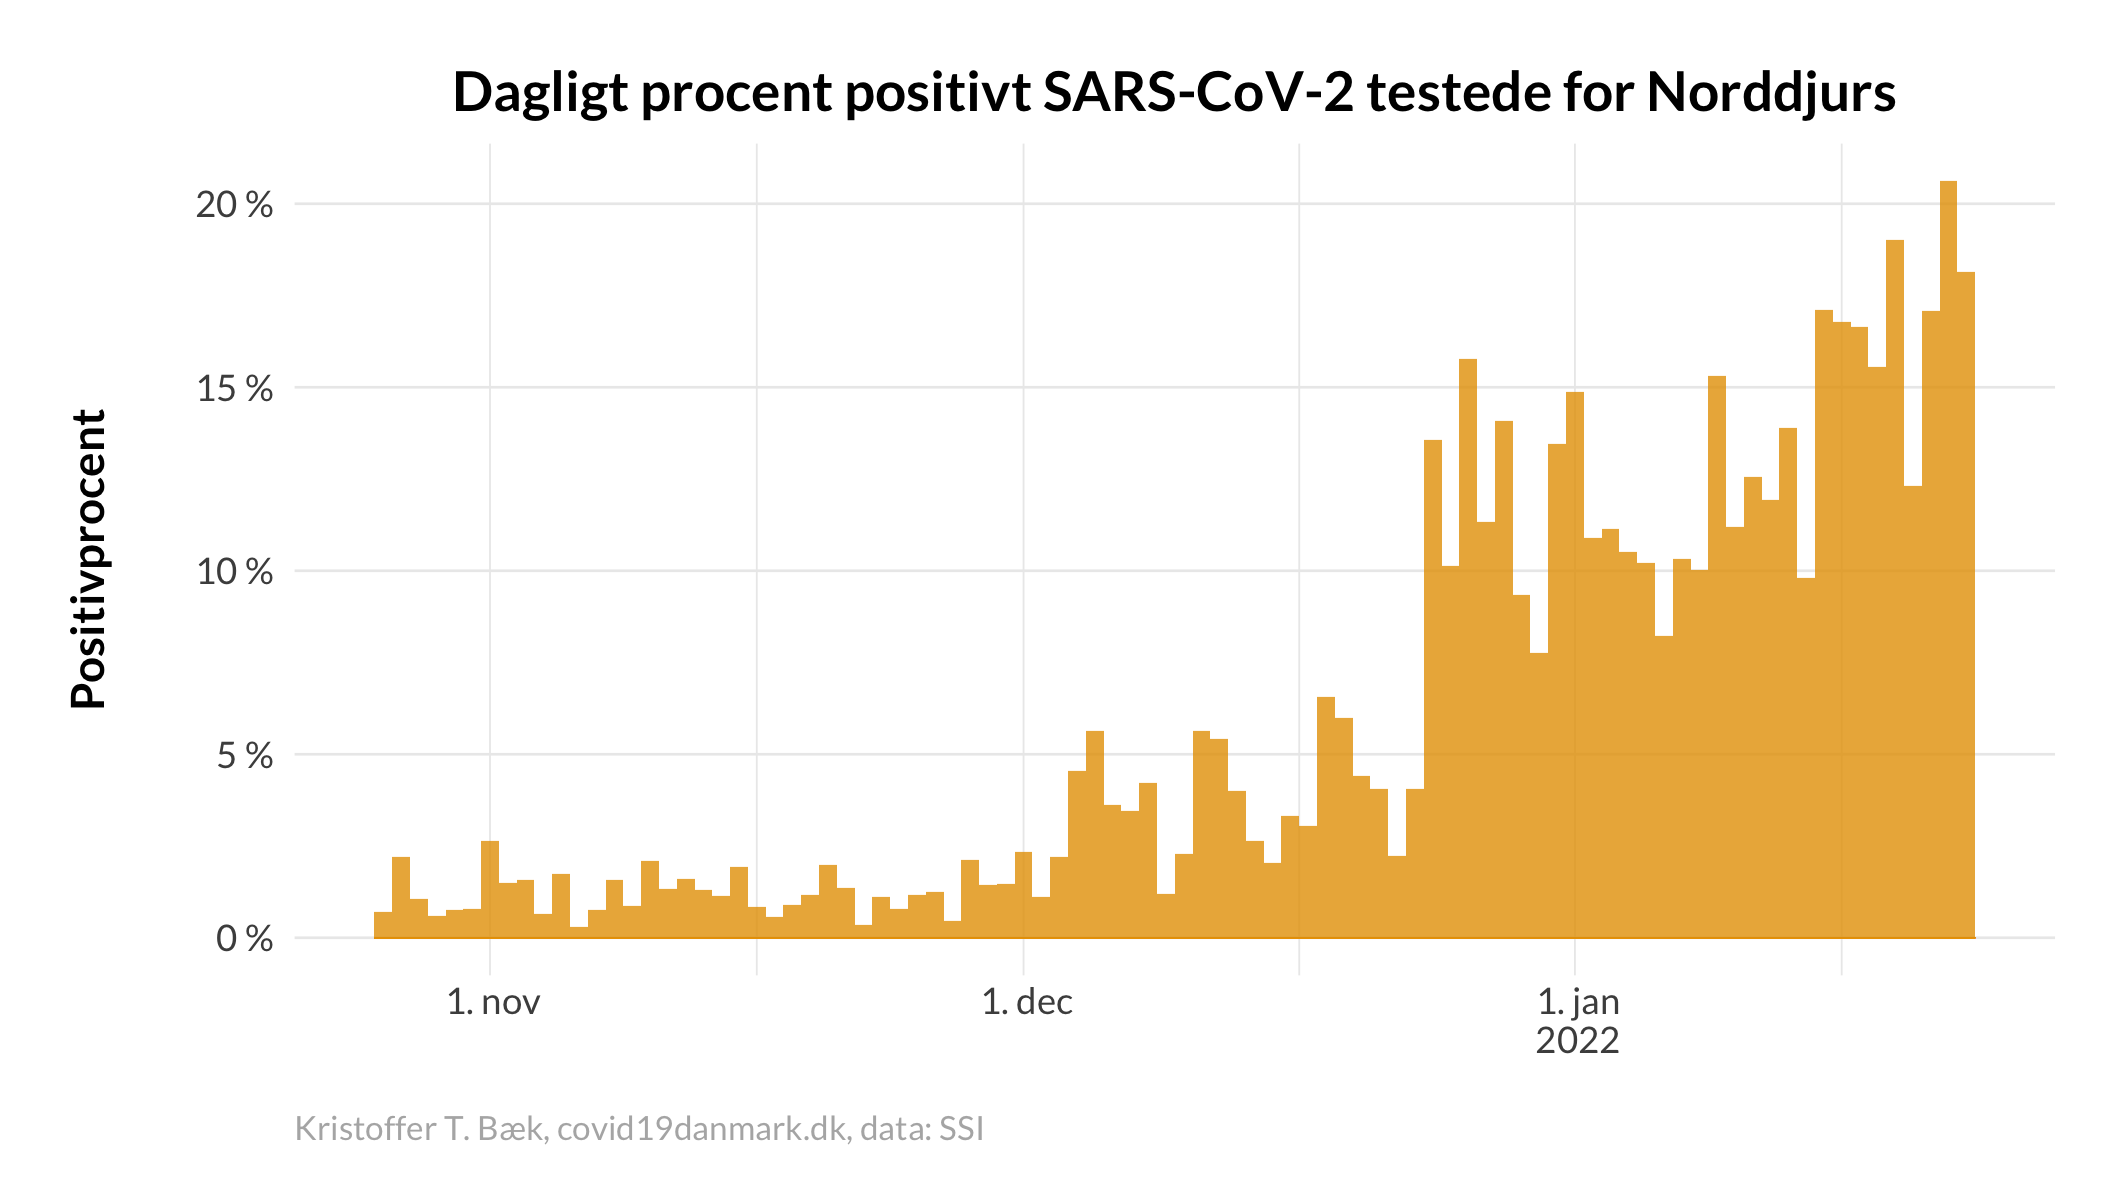 Dagligt procent positivt SARS-CoV-2 testede for Norddjurs
Positivprocent
20 %
15 %
10 %
5 %
0 %
1. nov
1. dec
1. jan
2022
Kristoffer T. Bæk, covid19danmark.dk, data: SSI